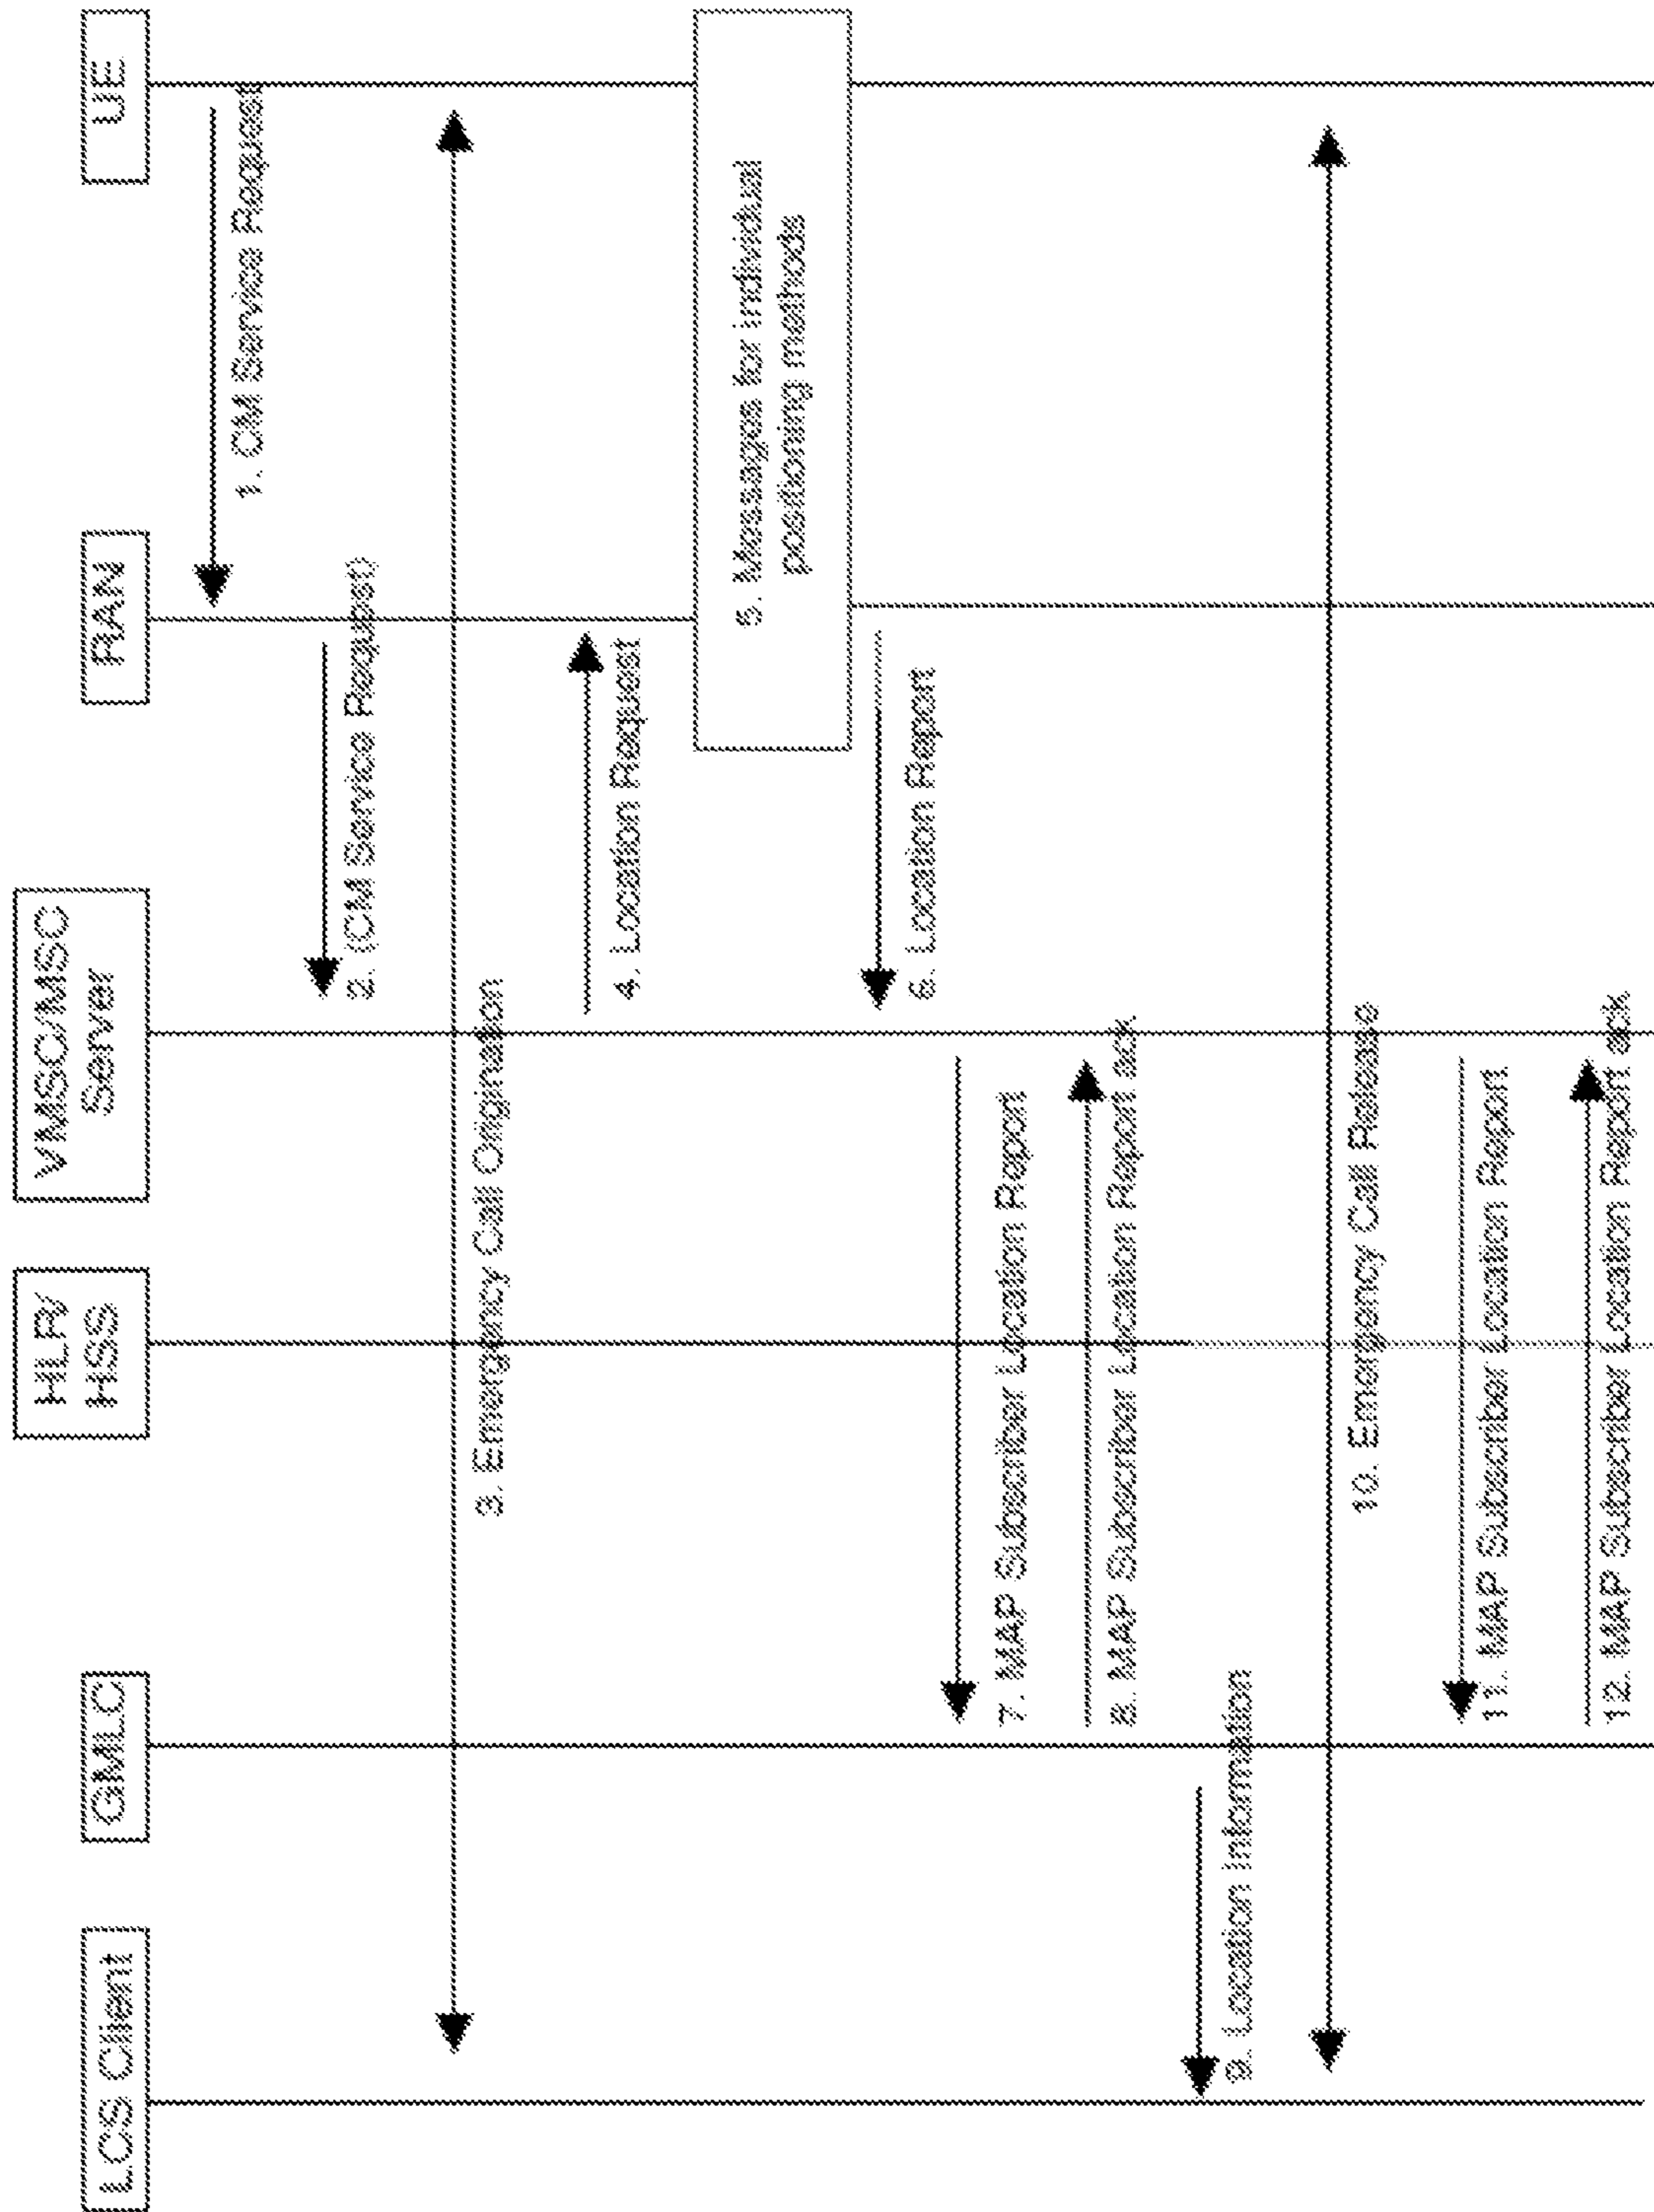 LCS Client
GMLC
HLR/
HSS
VMSC/MSC
Server
RAN
UE
1. CM Service Request
2. (CM Service Request)
3. Emergency Call Origination
4. Location Request
5. Messages for individual
positioning methods
6. Location Report
7. MAP Subscriber Location Report
8. MAP Subscriber Location Report ack.
9. Location Information
10. Emergency Call Release
11. MAP Subscriber Location Report
12. MAP Subscriber Location Report ack